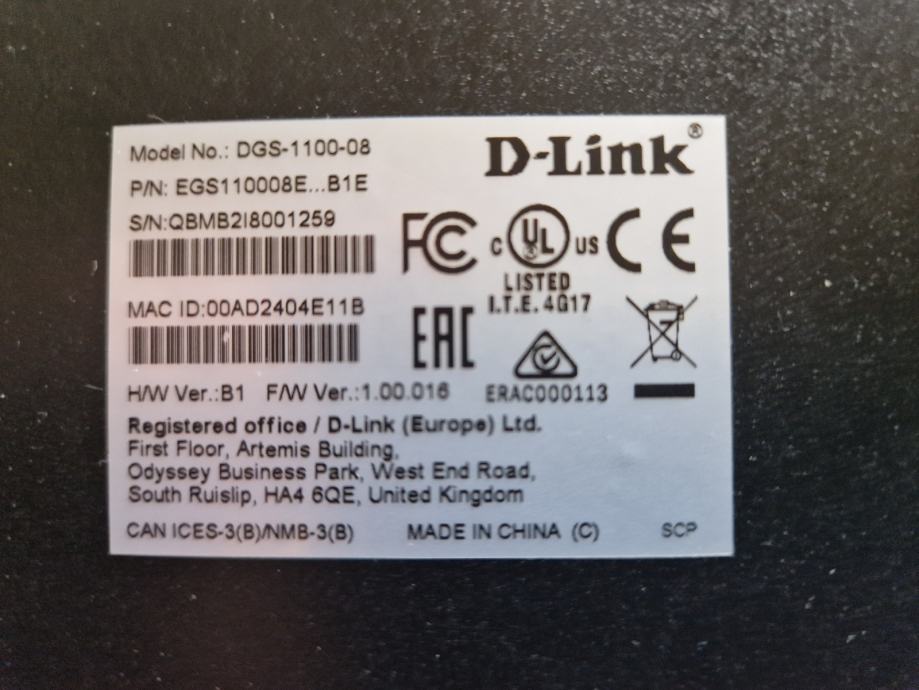 Model No.: DGS-1100-08
D-Link®
P/N: EGS110008E...B1E
S/N:QBMB2I8001259
FC
C UL US
CE
LISTED
I.T.E. 4G17
MAC ID:00AD2404E11B
EAC
H/W Ver.:B1 F/W Ver.:1.00.016
ERAC000113
Registered office / D-Link (Europe) Ltd.
First Floor, Artemis Building,
Odyssey Business Park, West End Road,
South Ruislip, HA4 6QE, United Kingdom
CAN ICES-3(B)/NMB-3(B) MADE IN CHINA (C) SCP